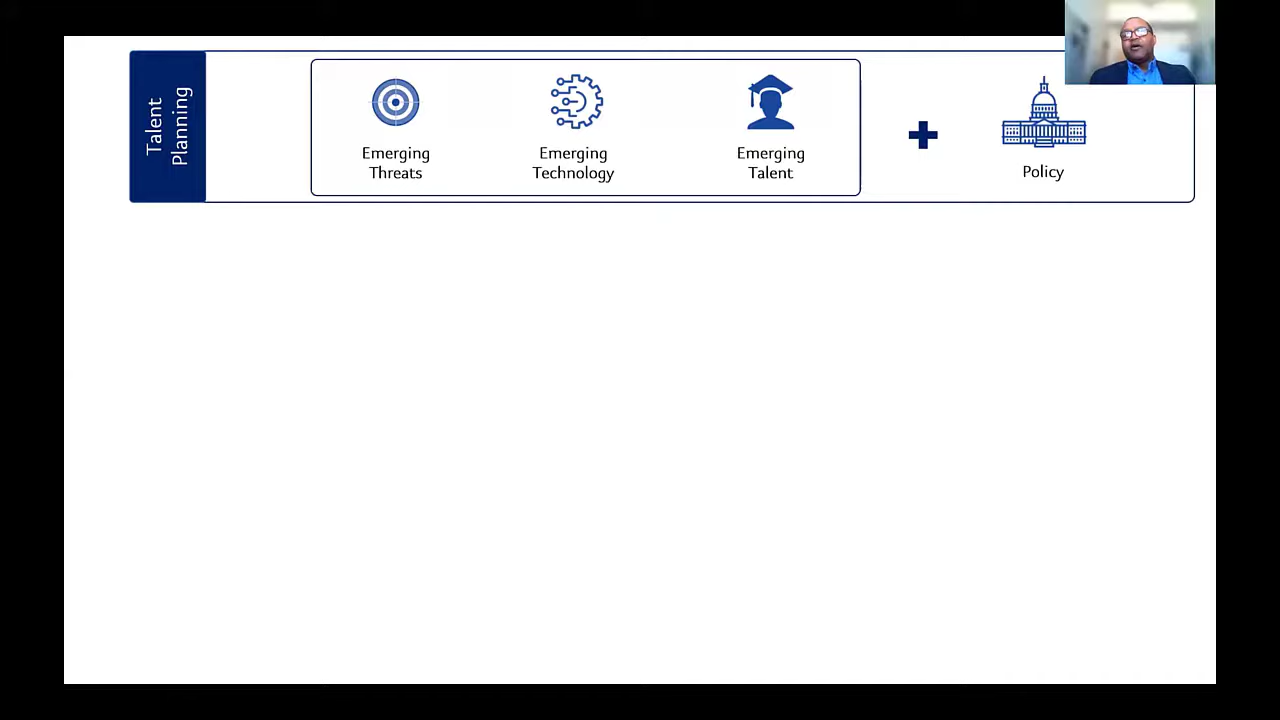 Talent
Planning
Emerging
Threats
Emerging
Technology
Emerging
Talent
Policy